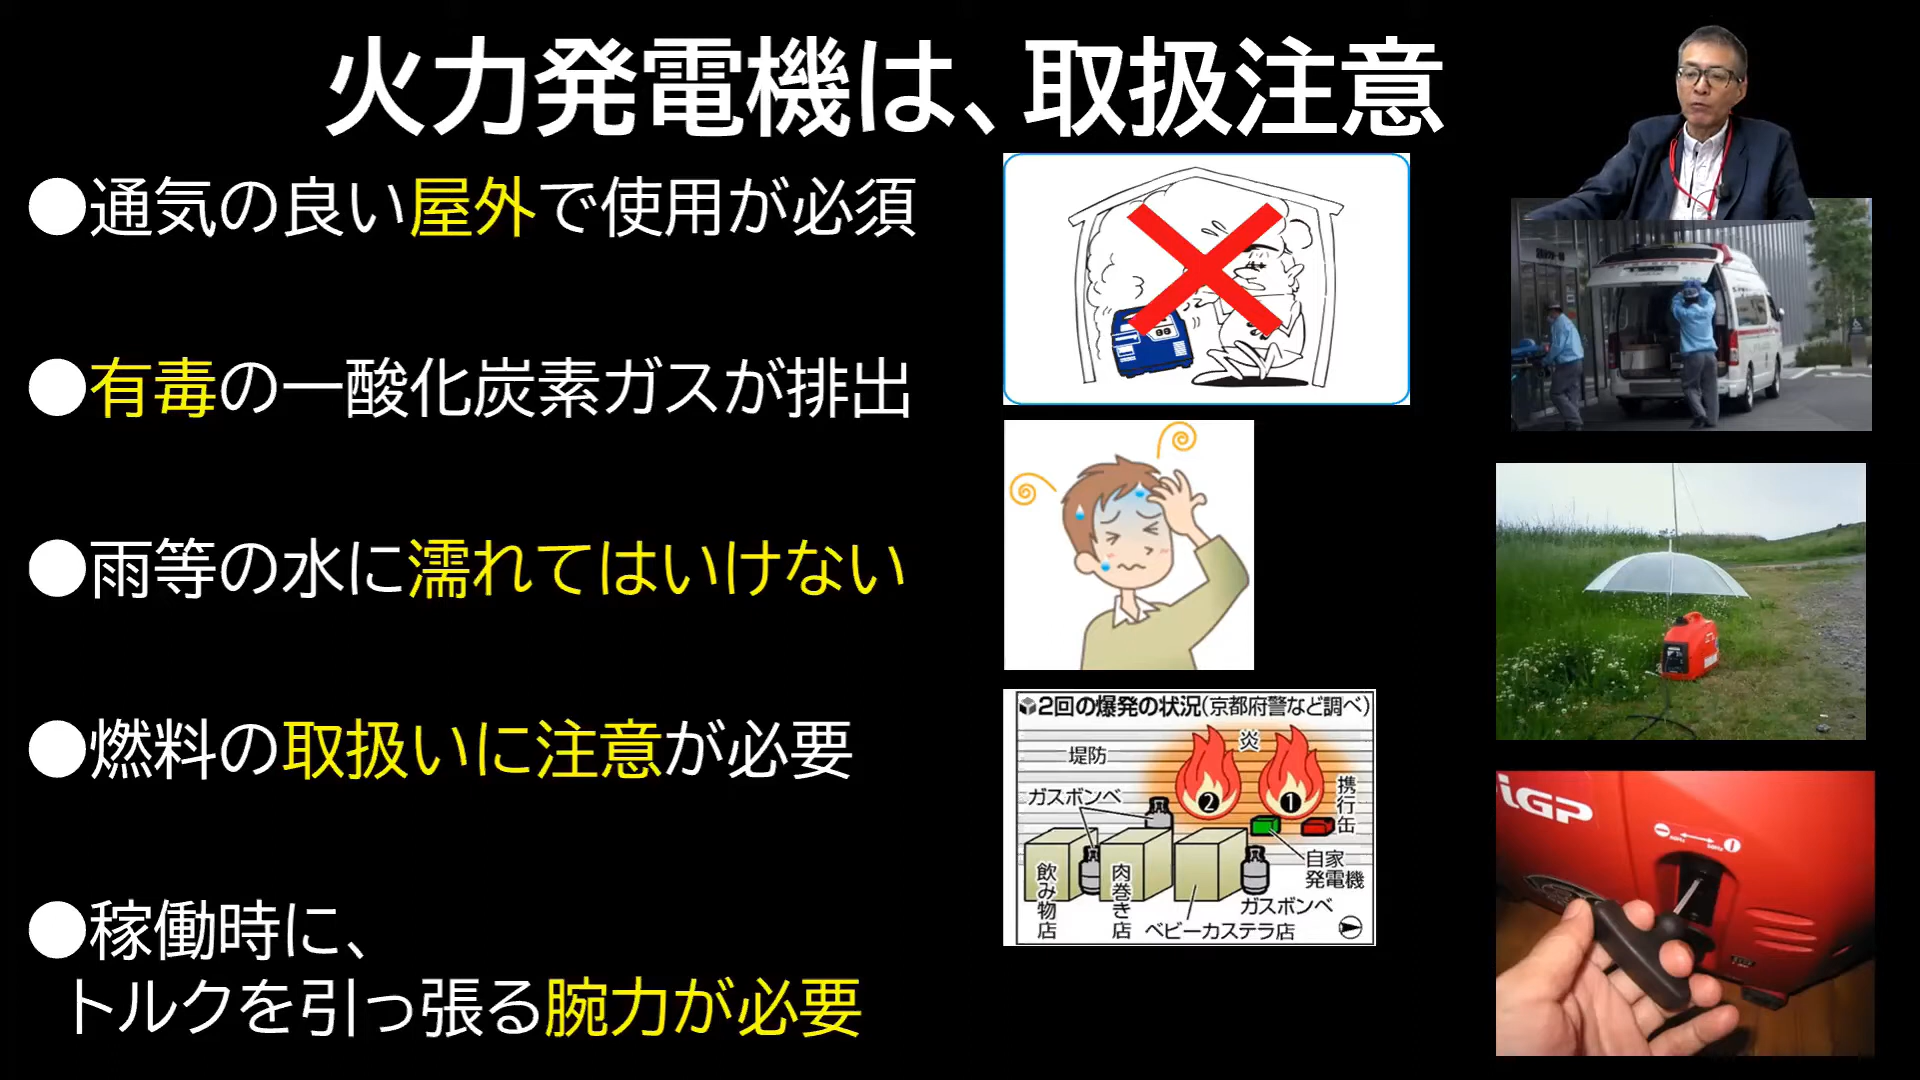 火力発電機は、取扱注意
●通気の良い屋外で使用が必須
●有毒の一酸化炭素ガスが排出
●雨等の水に濡れてはいけない
●燃料の取扱いに注意が必要
●稼働時に、
トルクを引っ張る腕力が必要
2回の爆発の状況(京都府警など調べ)
炎
堤防
ガスボンベ
携行缶
2
1
自家
発電機
飲み物店
肉巻き店
ガスボンベ
ベビーカステラ店
iGP